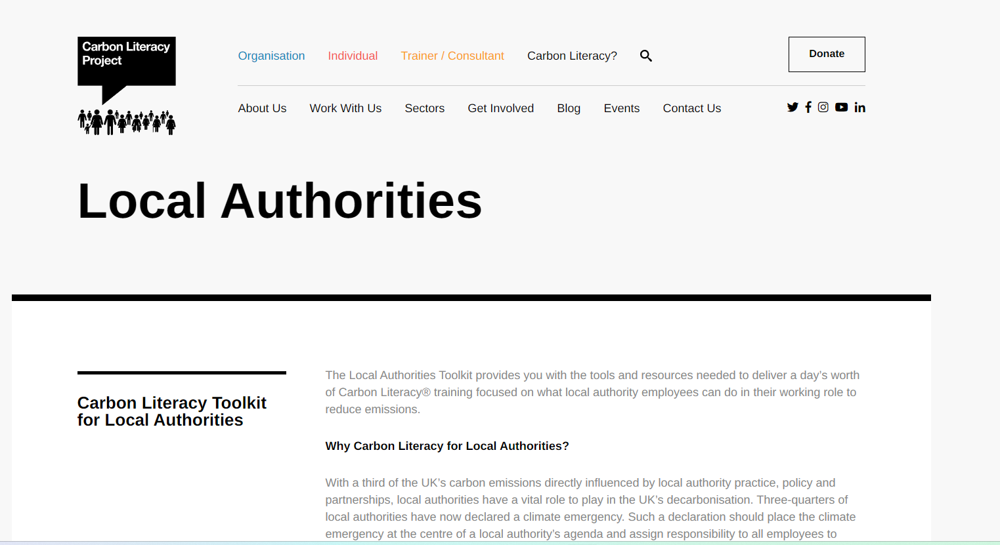 Carbon Literacy
Project
Organisation Individual Trainer / Consultant Carbon Literacy?
Donate
About Us Work With Us Sectors Get Involved Blog Events Contact Us
Local Authorities
Carbon Literacy Toolkit
for Local Authorities
The Local Authorities Toolkit provides you with the tools and resources needed to deliver a day’s worth
of Carbon Literacy® training focused on what local authority employees can do in their working role to
reduce emissions.
Why Carbon Literacy for Local Authorities?
With a third of the UK’s carbon emissions directly influenced by local authority practice, policy and
partnerships, local authorities have a vital role to play in the UK’s decarbonisation. Three-quarters of
local authorities have now declared a climate emergency. Such a declaration should place the climate
emergency at the centre of a local authority’s agenda and assign responsibility to all employees to